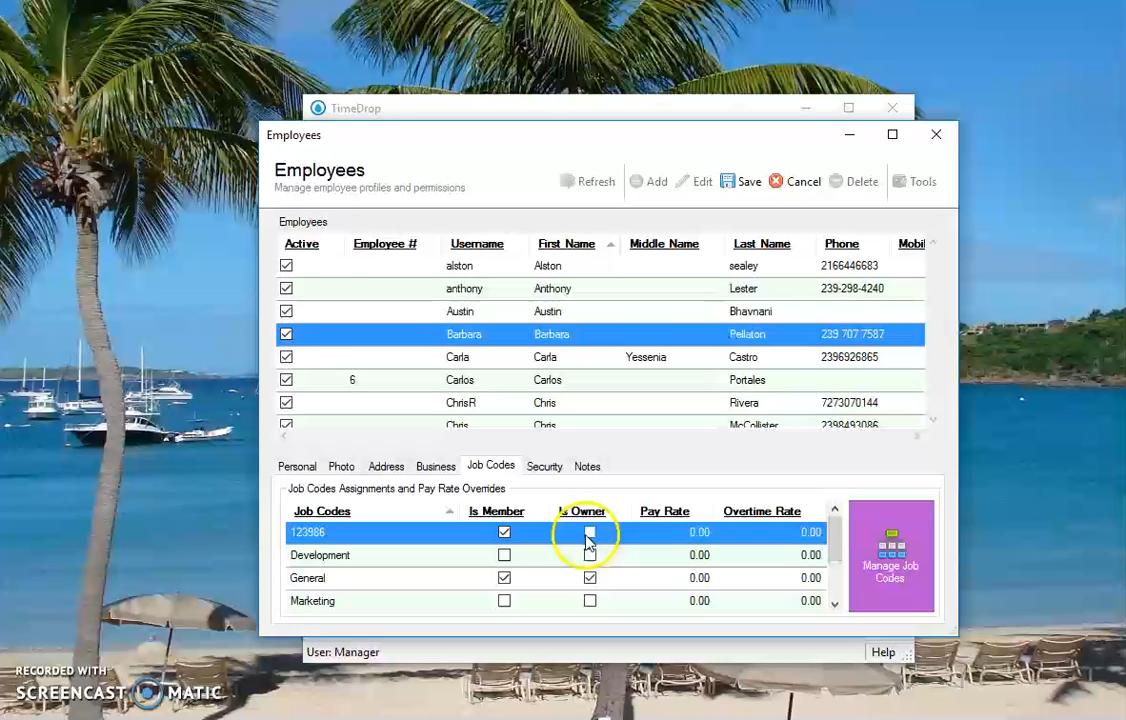 TimeDrop
Employees
Employees
Manage employee profiles and permissions
Refresh Add Edit Save Cancel Delete Tools
Employees
Active Employee # Username First Name Middle Name Last Name Phone Mobil
alston Alston sealey 2166446683
anthony Anthony Lester 239-298-4240
Austin Austin Bhavnani
Barbara Barbara Pellaton 239 707 7587
Carla Carla Yessenia Castro 2396926865
6 Carlos Carlos Portales
ChrisR Chris Rivera 7273070144
Chris Chris McCollister 2398493086
Personal Photo Address Business Job Codes Security Notes
Job Codes Assignments and Pay Rate Overrides
Job Codes Is Member Is Owner Pay Rate Overtime Rate
123986 0.00 0.00
Development 0.00 0.00
General 0.00 0.00
Marketing 0.00 0.00
Manage Job
Codes
User: Manager Help
RECORDED WITH
SCREENCAST MATIC